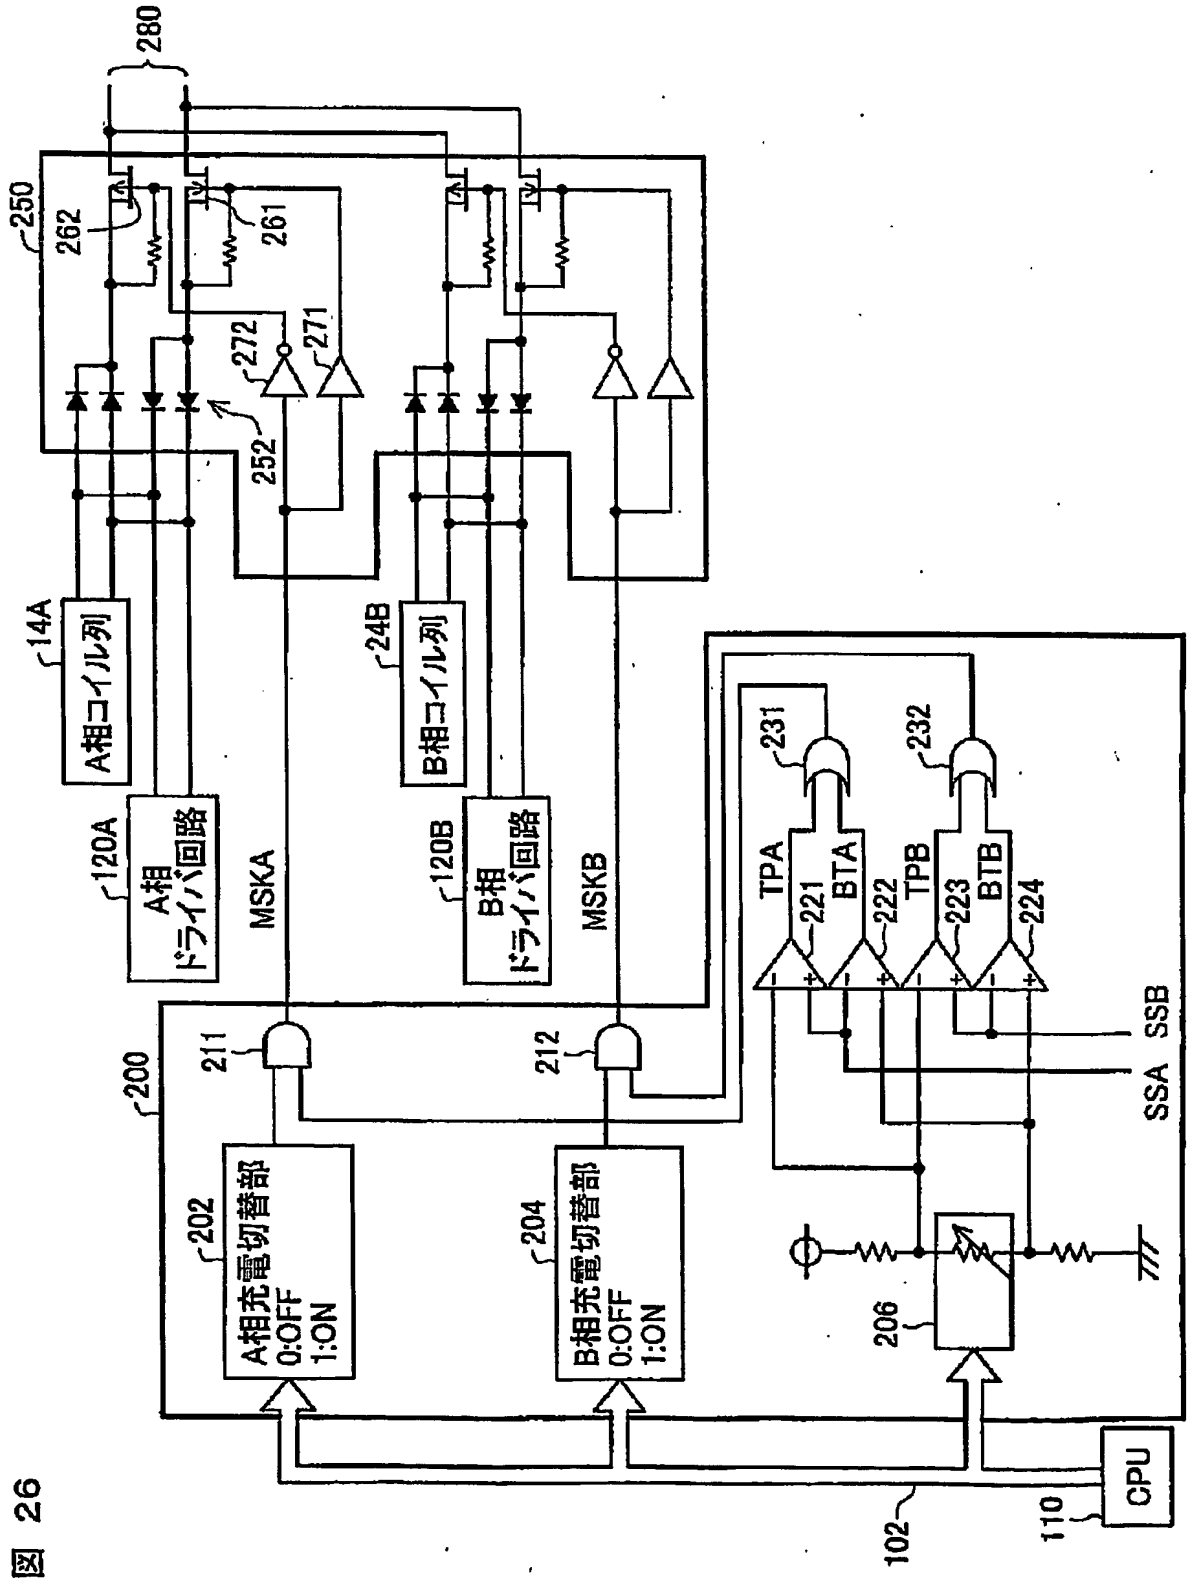 図 26
250
262
261
280
272
271
252
14A
A相コイル列
120A
A相
ドライバ回路
MSKA
24B
B相コイル列
120B
B相
ドライバ回路
MSKB
200
202
A相充電切替部
0:OFF
1:ON
211
204
B相充電切替部
0:OFF
1:ON
212
206
TPA
221
BTA
222
TPB
223
BTB
224
-
+
-
+
-
+
-
+
231
232
SSA
SSB
102
110
CPU